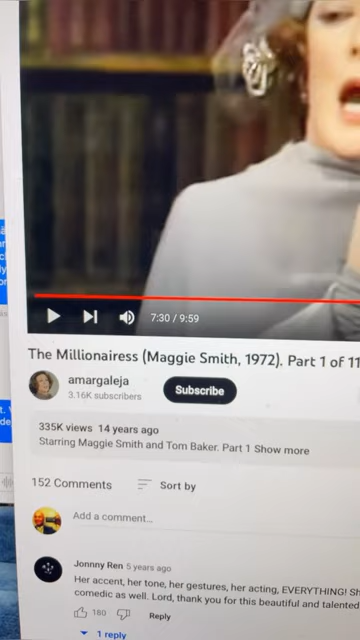 7:30 / 9:59
The Millionairess (Maggie Smith, 1972). Part 1 of 11
amargaleja
3.16K subscribers
Subscribe
335K views 14 years ago
Starring Maggie Smith and Tom Baker. Part 1 Show more
152 Comments
Sort by
Add a comment...
Jonnny Ren 5 years ago
Her accent, her tone, her gestures, her acting, EVERYTHING!
comedic as well. Lord, thank you for this beautiful and talented
180
Reply
1 reply